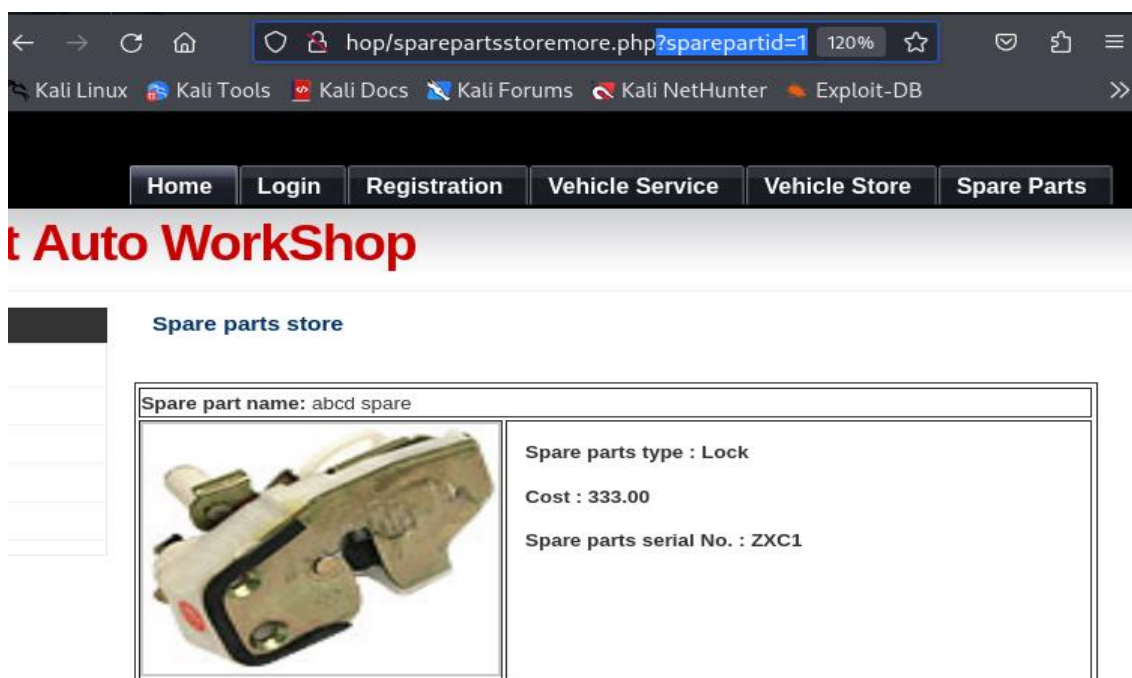 hop/sparepartsstoremore.php?sparepartid=1 120%
Kali Linux Kali Tools Kali Docs Kali Forums Kali NetHunter Exploit-DB
Home Login Registration Vehicle Service Vehicle Store Spare Parts
t Auto WorkShop
Spare parts store
Spare part name: abcd spare
Spare parts type : Lock
Cost : 333.00
Spare parts serial No. : ZXC1